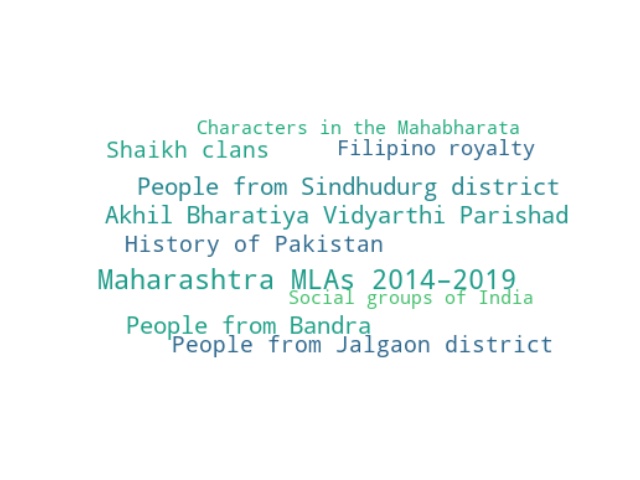 Characters in the Mahabharata
Shaikh clans
Filipino royalty
People from Sindhudurg district
Akhil Bharatiya Vidyarthi Parishad
History of Pakistan
Maharashtra MLAs 2014–2019
Social groups of India
People from Bandra
People from Jalgaon district